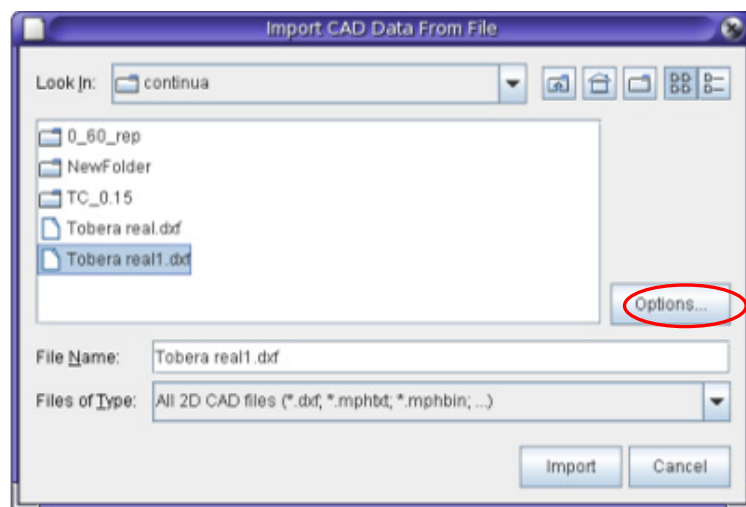 Import CAD Data From File
Look In: continua
0_60_rep
NewFolder
TC_0.15
Tobera real.dxf
Tobera real1.dxf
Options...
File Name: Tobera real1.dxf
Files of Type: All 2D CAD files (*.dxf; *.mphtxt; *.mphbin; ...)
Import Cancel